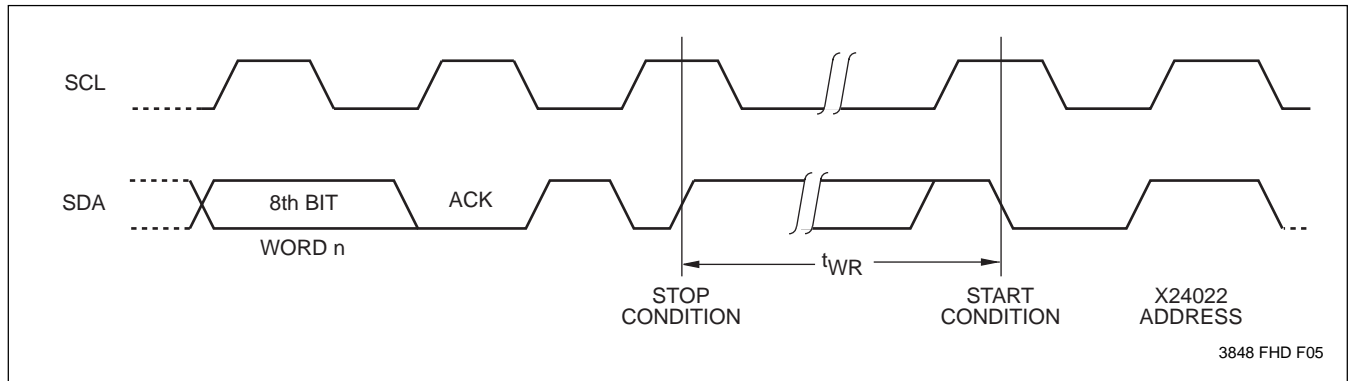 SCL
SDA
8th BIT
ACK
WORD n
tWR
STOP
CONDITION
START
CONDITION
X24022
ADDRESS
3848 FHD F05